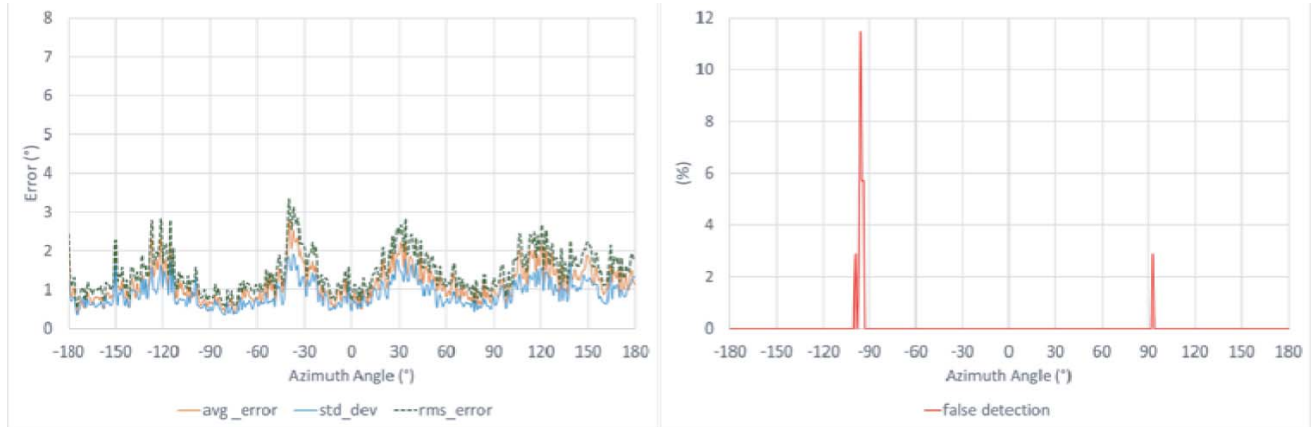 8
7
6
5
4
3
2
1
0
Error (°)
-180 -150 -120 -90 -60 -30 0 30 60 90 120 150 180
Azimuth Angle (°)
avg _error std_dev rms_error
12
10
8
6
4
2
0
(%)
-180 -150 -120 -90 -60 -30 0 30 60 90 120 150 180
Azimuth Angle (°)
false detection